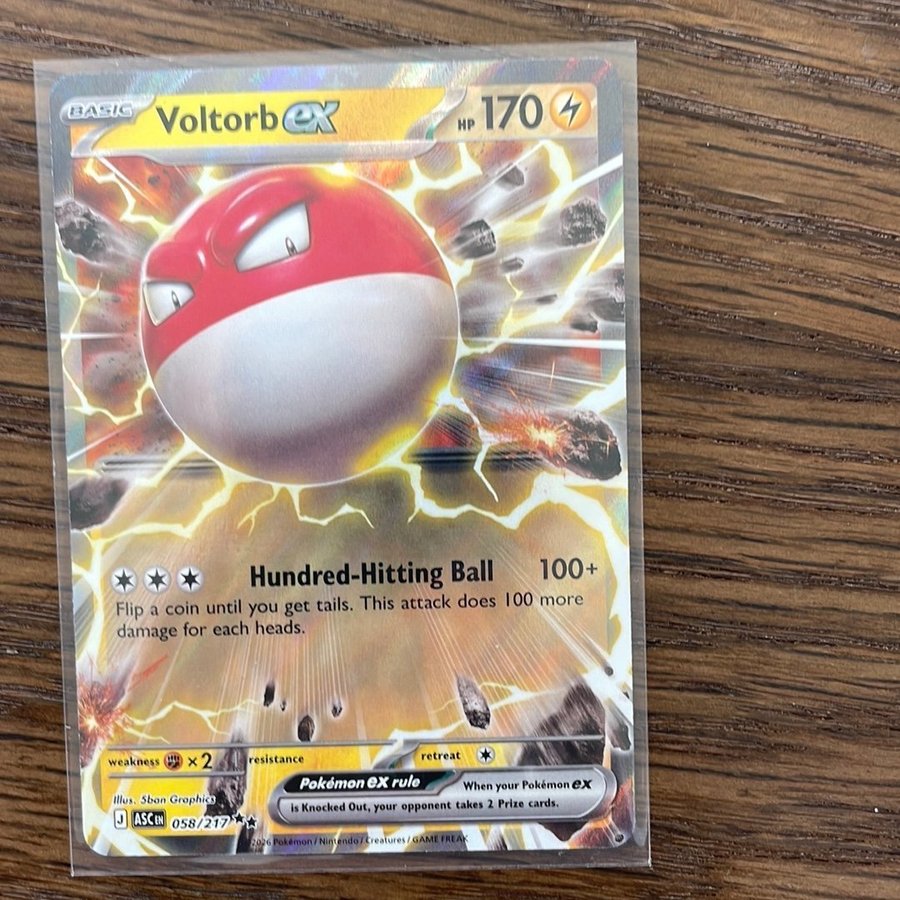 BASIC Voltorb ex HP 170
Hundred-Hitting Ball 100+
Flip a coin until you get tails. This attack does 100 more
damage for each heads.
weakness ×2 resistance retreat
Pokémon ex rule When your Pokémon ex
is Knocked Out, your opponent takes 2 Prize cards.
Illus. 5ban Graphics
J ASC EN 058/217
2026 Pokémon / Nintendo / Creatures / GAME FREAK